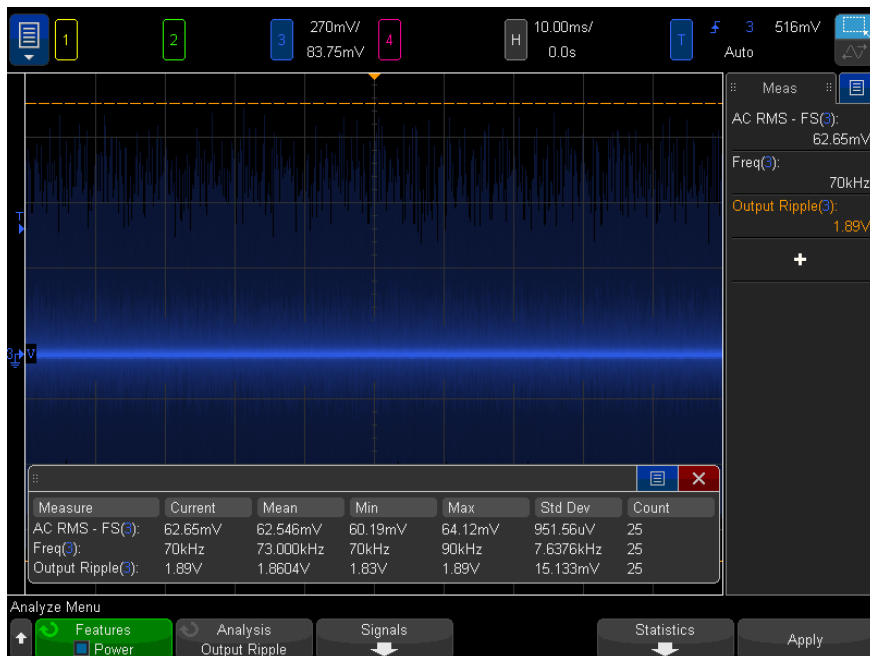 1 2 3 270mV/ 83.75mV 4 H 10.00ms/ 0.0s T 3 516mV Auto
Meas
AC RMS - FS(3):
62.65mV
Freq(3):
70kHz
Output Ripple(3):
1.89V
+
T
3 V
Measure Current Mean Min Max Std Dev Count
AC RMS - FS(3): 62.65mV 62.546mV 60.19mV 64.12mV 951.56uV 25
Freq(3): 70kHz 73.000kHz 70kHz 90kHz 7.6376kHz 25
Output Ripple(3): 1.89V 1.8604V 1.83V 1.89V 15.133mV 25
Analyze Menu
Features Analysis Signals Statistics Apply
Power Output Ripple